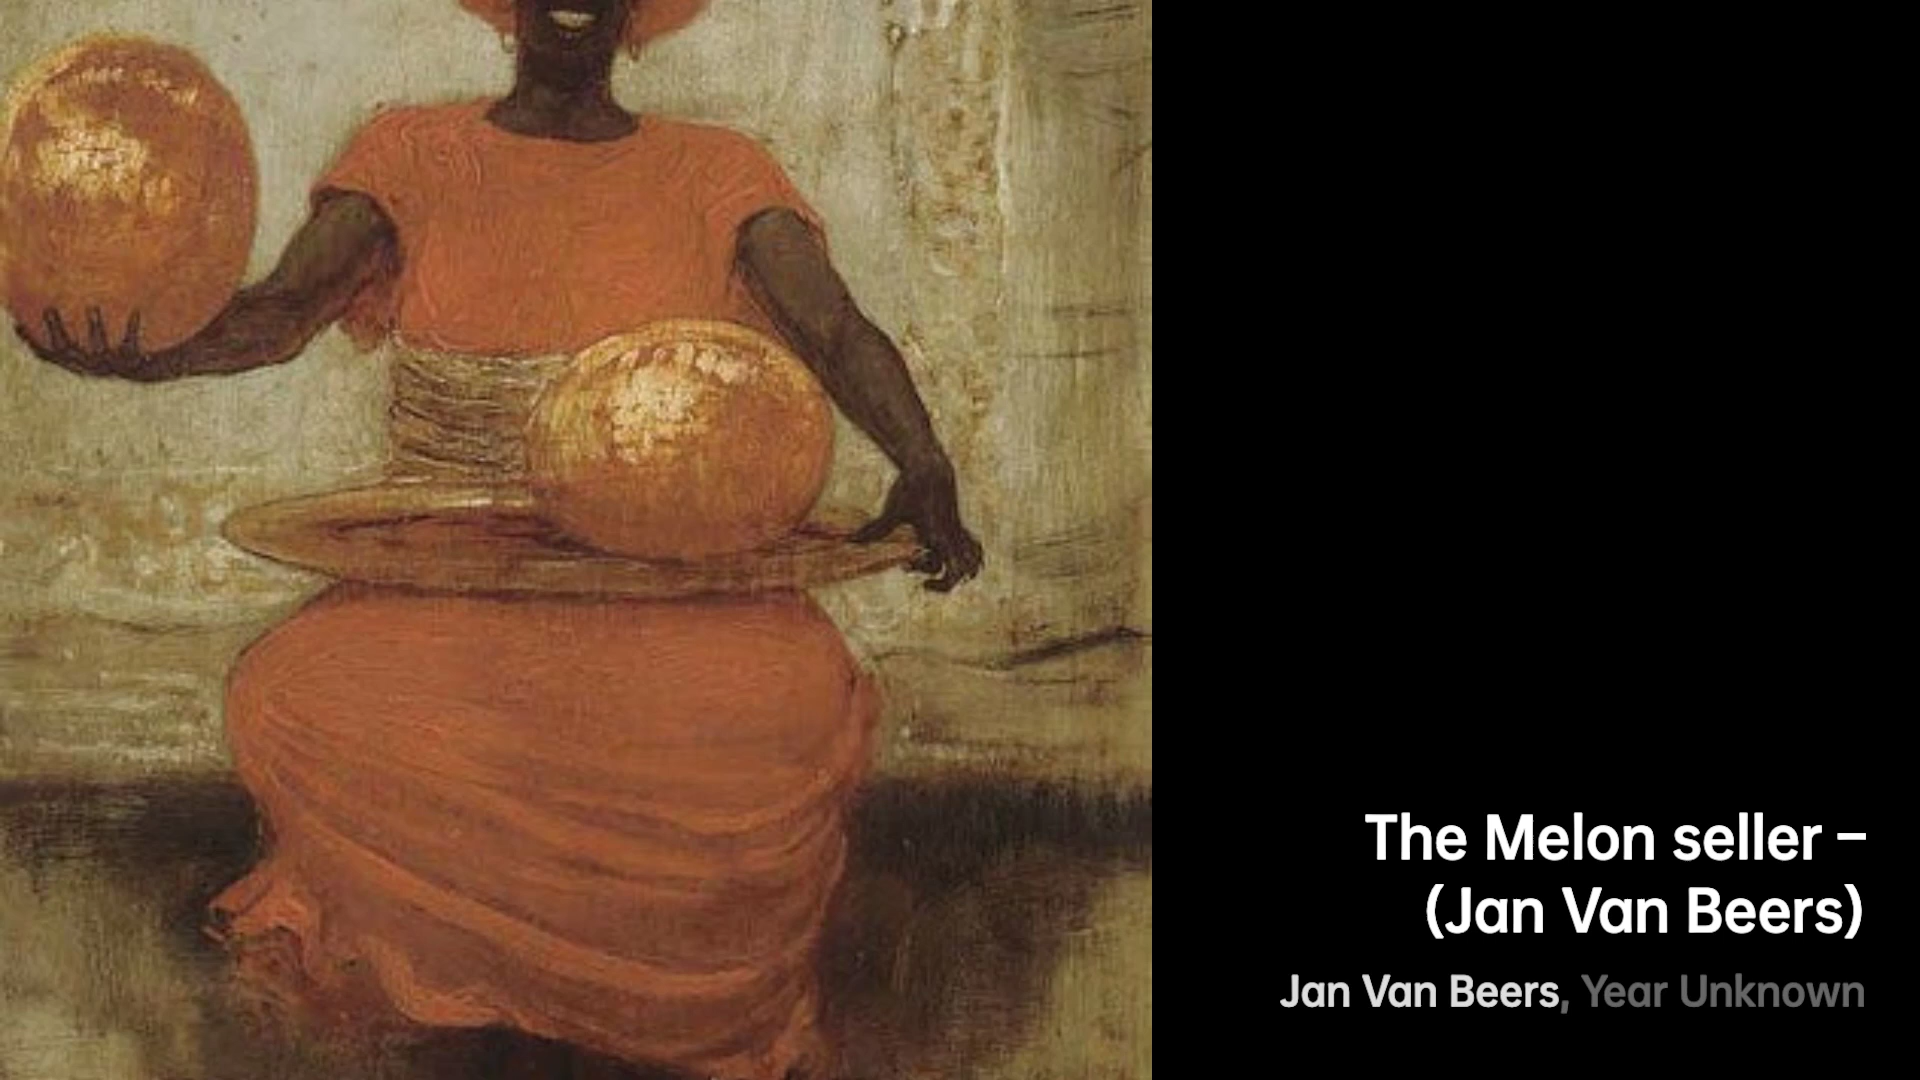 The Melon seller –
(Jan Van Beers)
Jan Van Beers, Year Unknown